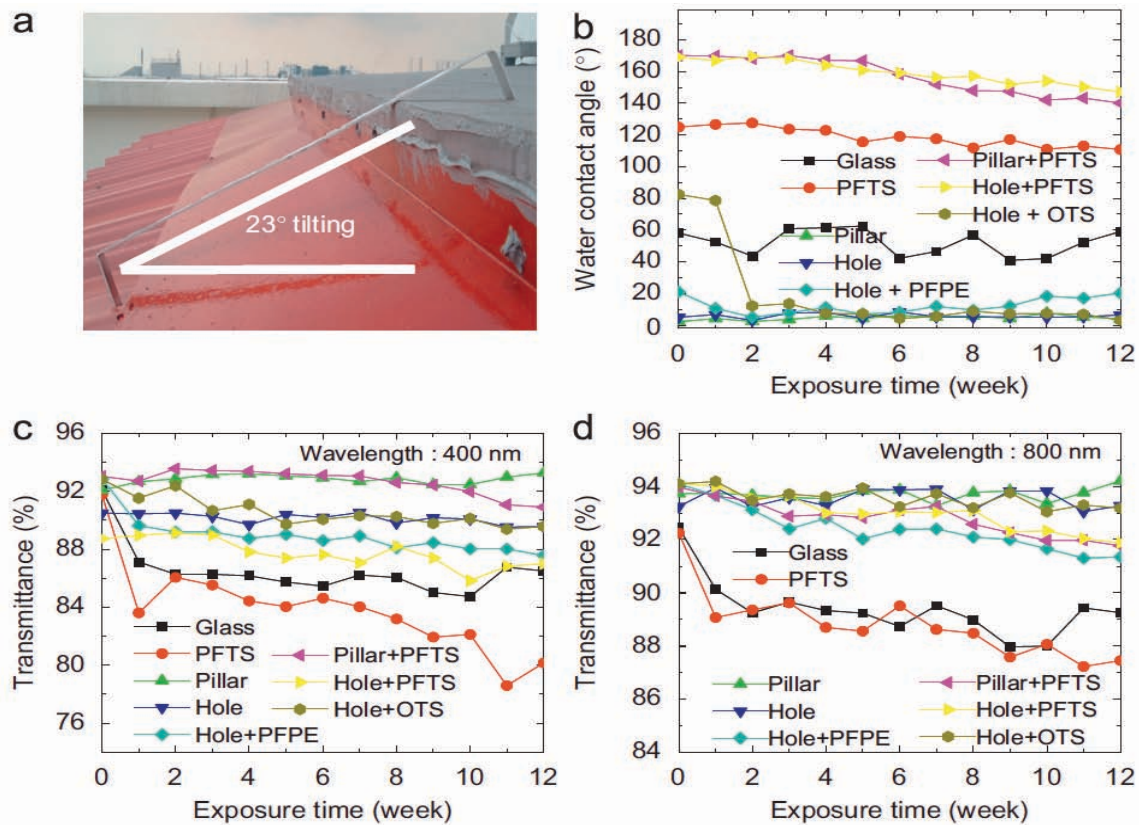 a
23° tilting
b
Water contact angle (°)
180
160
140
120
100
80
60
40
20
0
Glass
PFTS
Pillar+PFTS
Hole+PFTS
Hole + OTS
Pillar
Hole
Hole + PFPE
0 2 4 6 8 10 12
Exposure time (week)
c
Transmittance (%)
96
92
88
84
80
76
Wavelength : 400 nm
Glass
PFTS
Pillar
Hole
Hole+PFPE
Pillar+PFTS
Hole+PFTS
Hole+OTS
0 2 4 6 8 10 12
Exposure time (week)
d
Transmittance (%)
96
94
92
90
88
86
84
Wavelength : 800 nm
Glass
PFTS
Pillar
Hole
Hole+PFPE
Pillar+PFTS
Hole+PFTS
Hole+OTS
0 2 4 6 8 10 12
Exposure time (week)